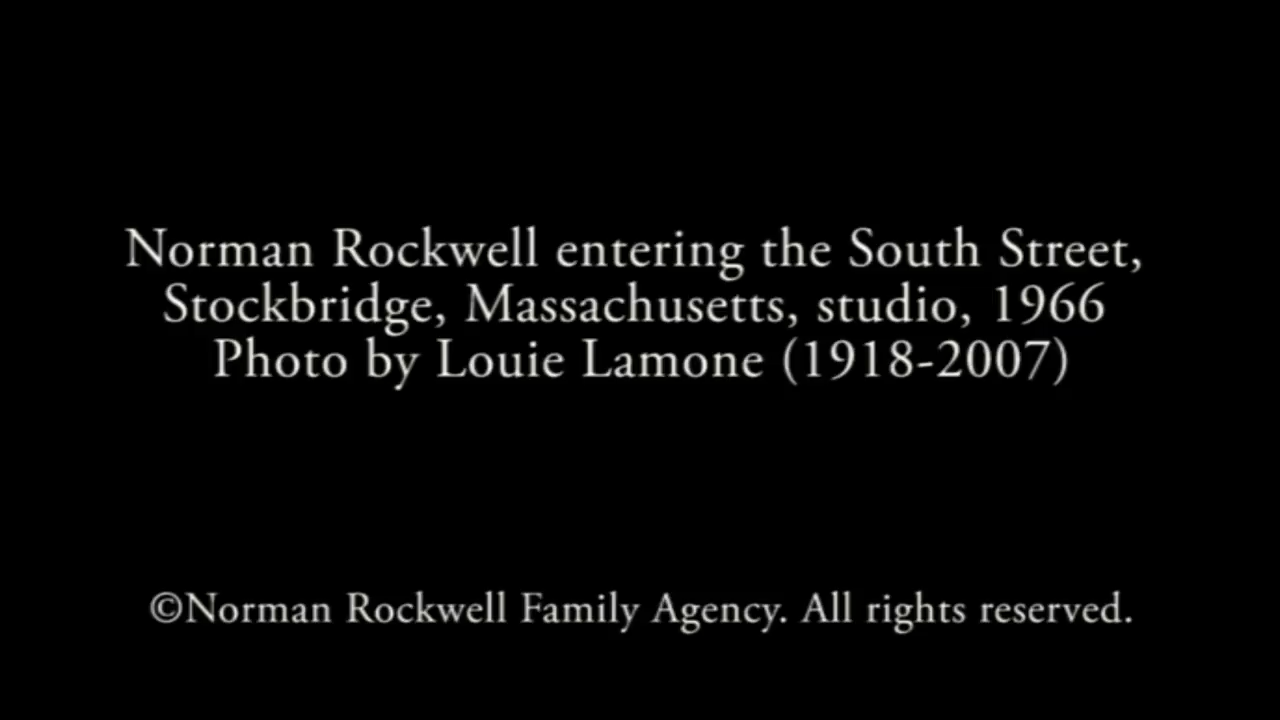 Norman Rockwell entering the South Street,
Stockbridge, Massachusetts, studio, 1966
Photo by Louie Lamone (1918-2007)
©Norman Rockwell Family Agency. All rights reserved.